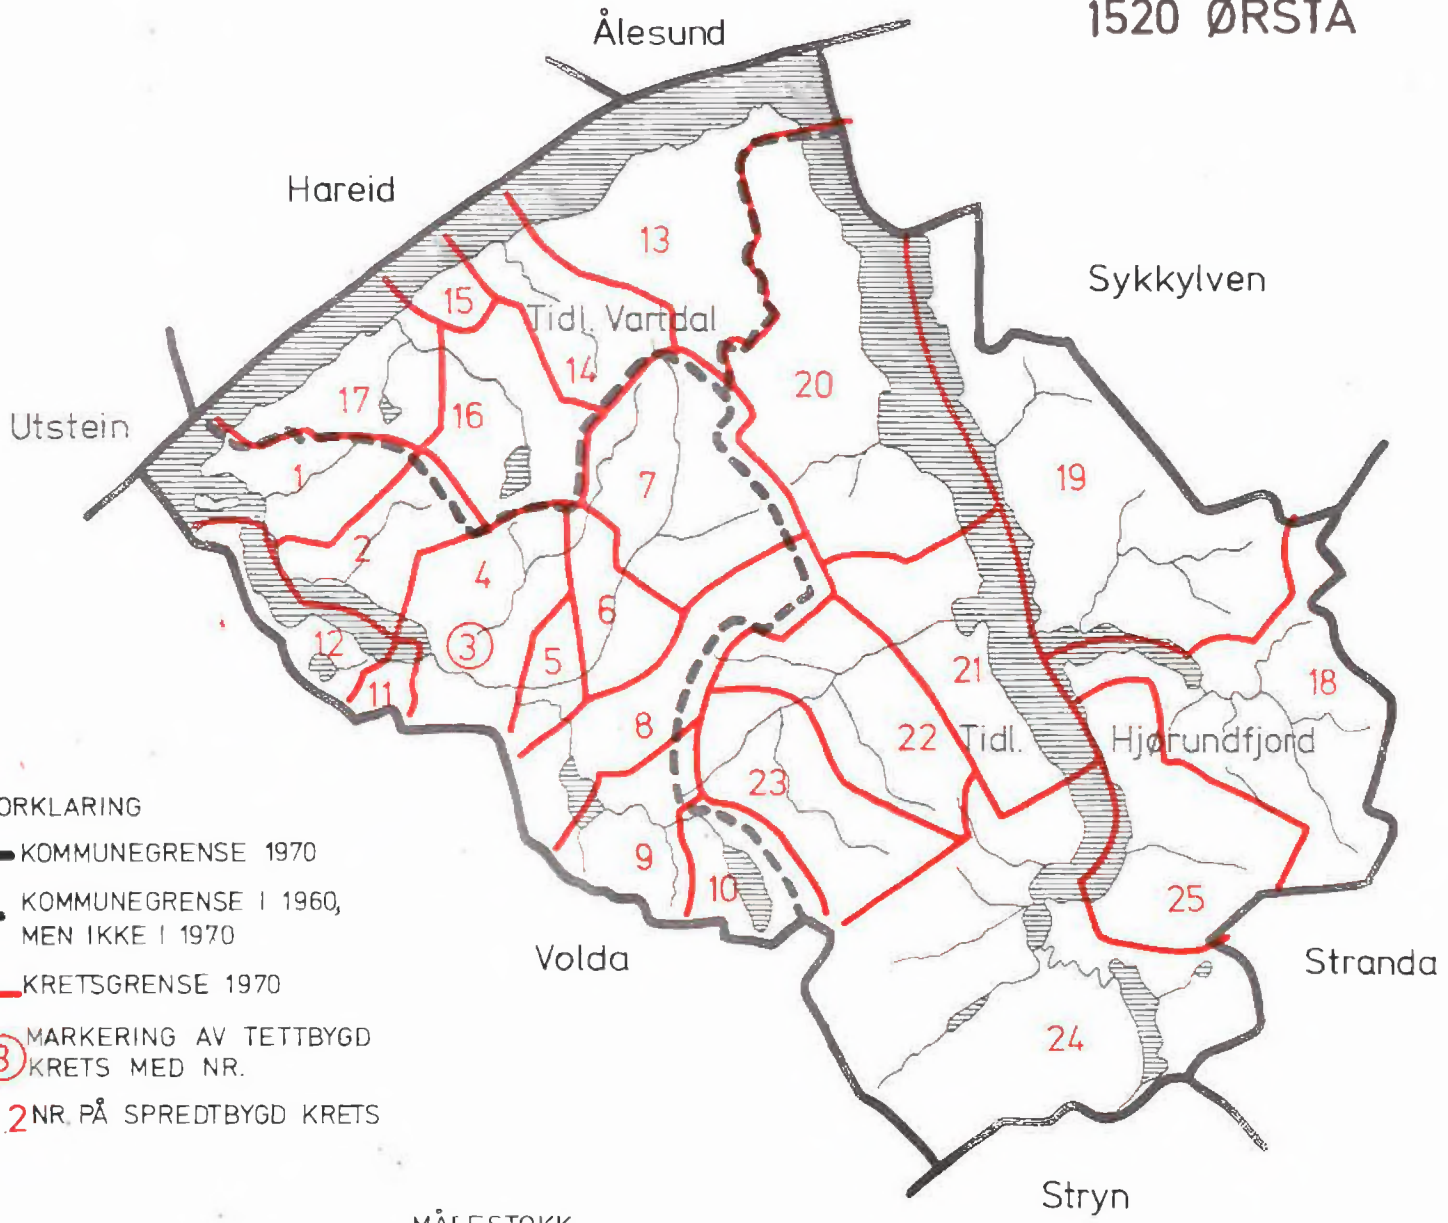 1520 ØRSTA
Ålesund
Hareid
13
Sykkylven
15
Tidl. Vartdal
14
20
17
16
Utstein
1
7
19
2
4
6
12
3
5
11
21
18
8
22
Tidl. Hjørundfjord
23
ORKLARING
KOMMUNEGRENSE 1970
9
10
KOMMUNEGRENSE I 1960,
MEN IKKE I 1970
25
Volda
Stranda
KRETSGRENSE 1970
3 MARKERING AV TETTBYGD
KRETS MED NR.
24
2 NR. PÅ SPREDTBYGD KRETS
Stryn
MÅLESTOKK